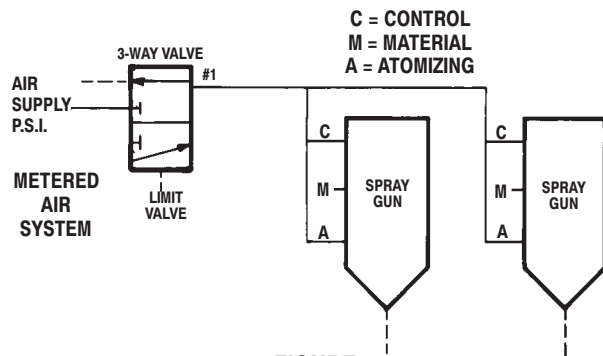 C = CONTROL
M = MATERIAL
A = ATOMIZING
3-WAY VALVE
#1
AIR
SUPPLY
P.S.I.
METERED
AIR
SYSTEM
LIMIT
VALVE
C
M
A
SPRAY
GUN
C
M
A
SPRAY
GUN